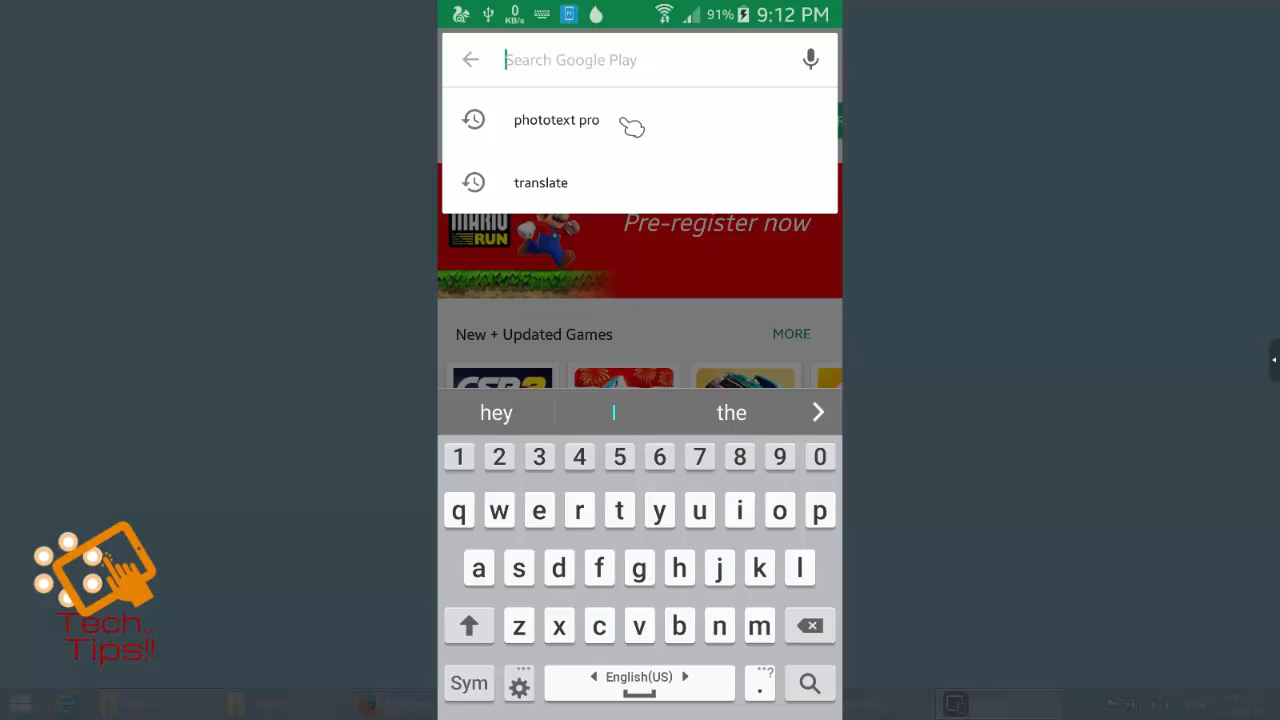 0
KB/s
91%
9:12 PM
Search Google Play
phototext pro
translate
MARIO
RUN
Pre-register now
New + Updated Games
MORE
hey
I
the
1 2 3 4 5 6 7 8 9 0
q w e r t y u i o p
a s d f g h j k l
z x c v b n m
Sym
English(US)
. ?
Tech..
Tips!!